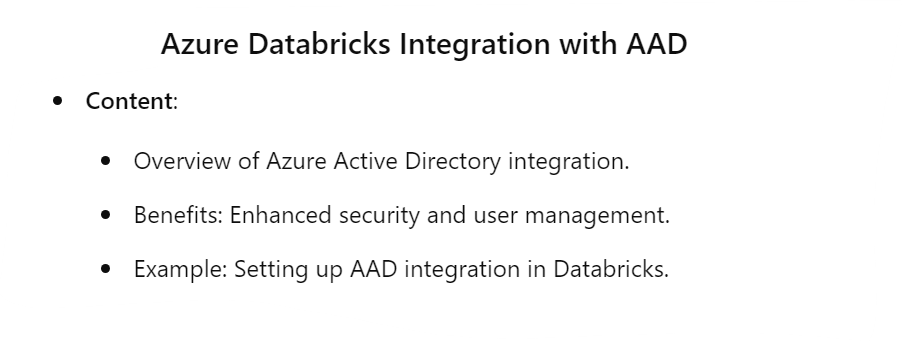 Azure Databricks Integration with AAD
• Content:
• Overview of Azure Active Directory integration.
• Benefits: Enhanced security and user management.
• Example: Setting up AAD integration in Databricks.